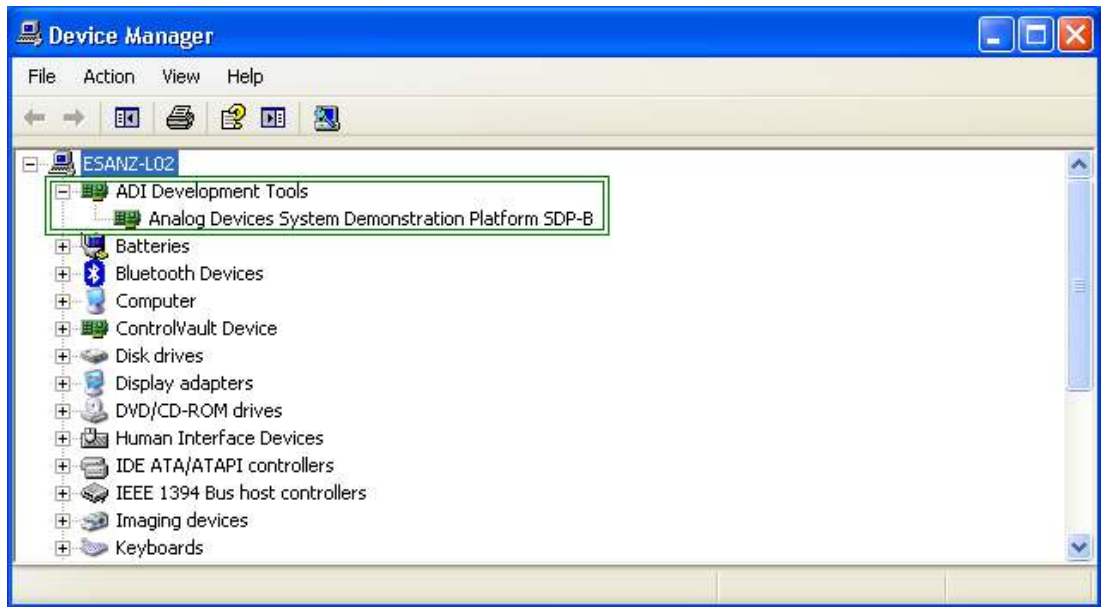 Device Manager
File Action View Help
ESANZ-L02
ADI Development Tools
Analog Devices System Demonstration Platform SDP-B
Batteries
Bluetooth Devices
Computer
ControlVault Device
Disk drives
Display adapters
DVD/CD-ROM drives
Human Interface Devices
IDE ATA/ATAPI controllers
IEEE 1394 Bus host controllers
Imaging devices
Keyboards